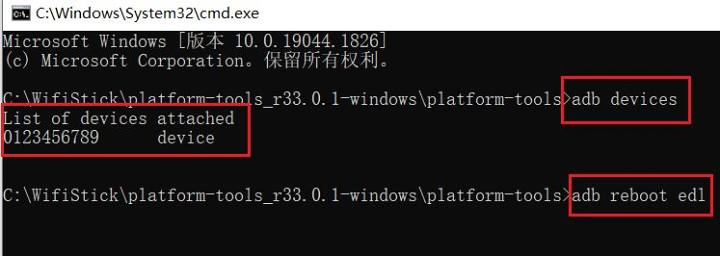 C:\Windows\System32\cmd.exe
Microsoft Windows [版本 10.0.19044.1826]
(c) Microsoft Corporation。保留所有权利。
C:\WifiStick\platform-tools_r33.0.1-windows\platform-tools>adb devices
List of devices attached
0123456789      device
C:\WifiStick\platform-tools_r33.0.1-windows\platform-tools>adb reboot edl